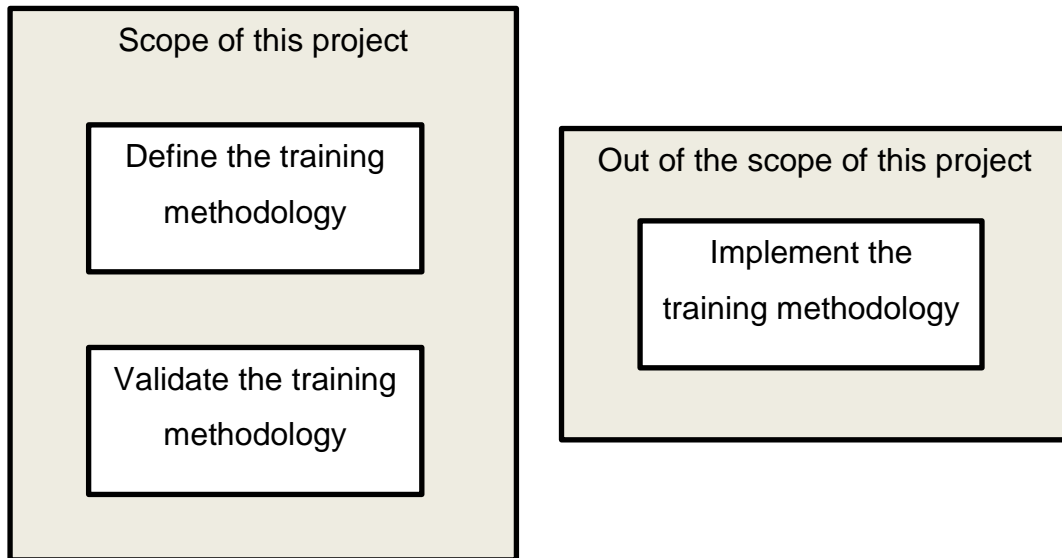 Scope of this project
Define the training
methodology
Validate the training
methodology
Out of the scope of this project
Implement the
training methodology